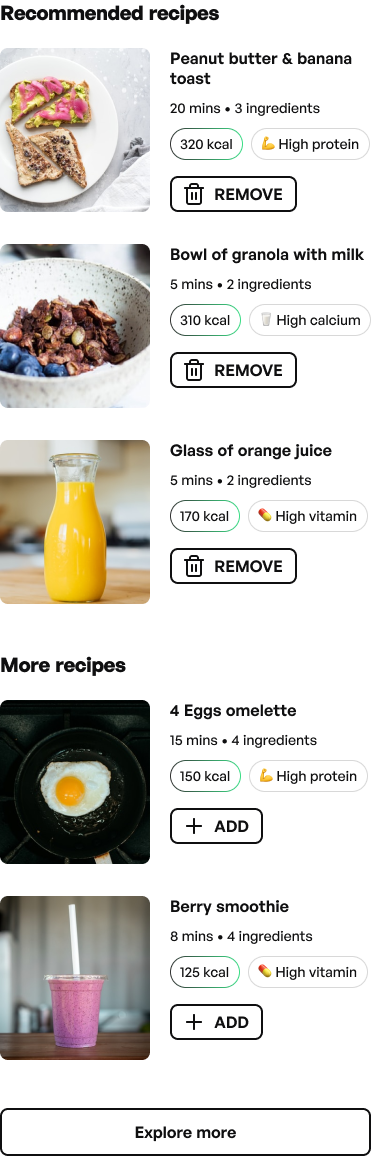 Recommended recipes
Peanut butter & banana
toast
20 mins • 3 ingredients
320 kcal
💪 High protein
REMOVE
Bowl of granola with milk
5 mins • 2 ingredients
310 kcal
🥛 High calcium
REMOVE
Glass of orange juice
5 mins • 2 ingredients
170 kcal
💊 High vitamin
REMOVE
More recipes
4 Eggs omelette
15 mins • 4 ingredients
150 kcal
💪 High protein
ADD
Berry smoothie
8 mins • 4 ingredients
125 kcal
💊 High vitamin
ADD
Explore more